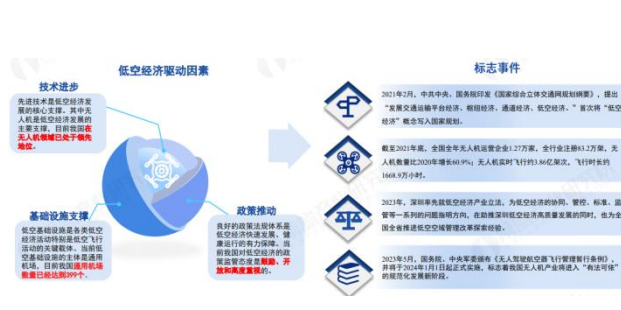 低空经济驱动因素
技术进步
先进技术是低空经济发
展的核心支撑。其中无
人机是低空经济发展的
主要支撑，目前我国在
无人机领域已处于领先
地位。
基础设施支撑
低空基础设施是各类低空
经济活动特别是低空飞行
活动的关键载体。当前低
空基础设施的主体是通用
机场，目前我国通用机场
数量已经达到399个。
政策推动
良好的政策法规体系是
低空经济快速发展、健
康运行的有力保障。当
前我国对低空经济的政
策监管态度是鼓励、开
放和高度重视的。
标志事件
2021年2月，中共中央、国务院印发《国家综合立体交通网规划纲要》，提出
“发展交通运输平台经济、枢纽经济、通道经济、低空经济。”首次将“低空
经济”概念写入国家规划。
截至2021年底，全国全年无人机运营企业1.27万家，全行业注册83.2万架，无
人机数量比2020年增长60.9%；无人机实时飞行约3.86亿架次，飞行时长约
1668.9万小时。
2023年，深圳率先就低空经济产业立法，为低空经济的协同、管控、标准、监
管等一系列的问题指明方向，在助推深圳低空经济高质量发展的同时，也为全
国全省推进低空空域管理改革探索经验。
2023年5月，国务院、中央军委颁布《无人驾驶航空器飞行管理暂行条例》，
并将于2024年1月1日起正式实施，标志着我国无人机产业将进入“有法可依”
的规范化发展新阶段。